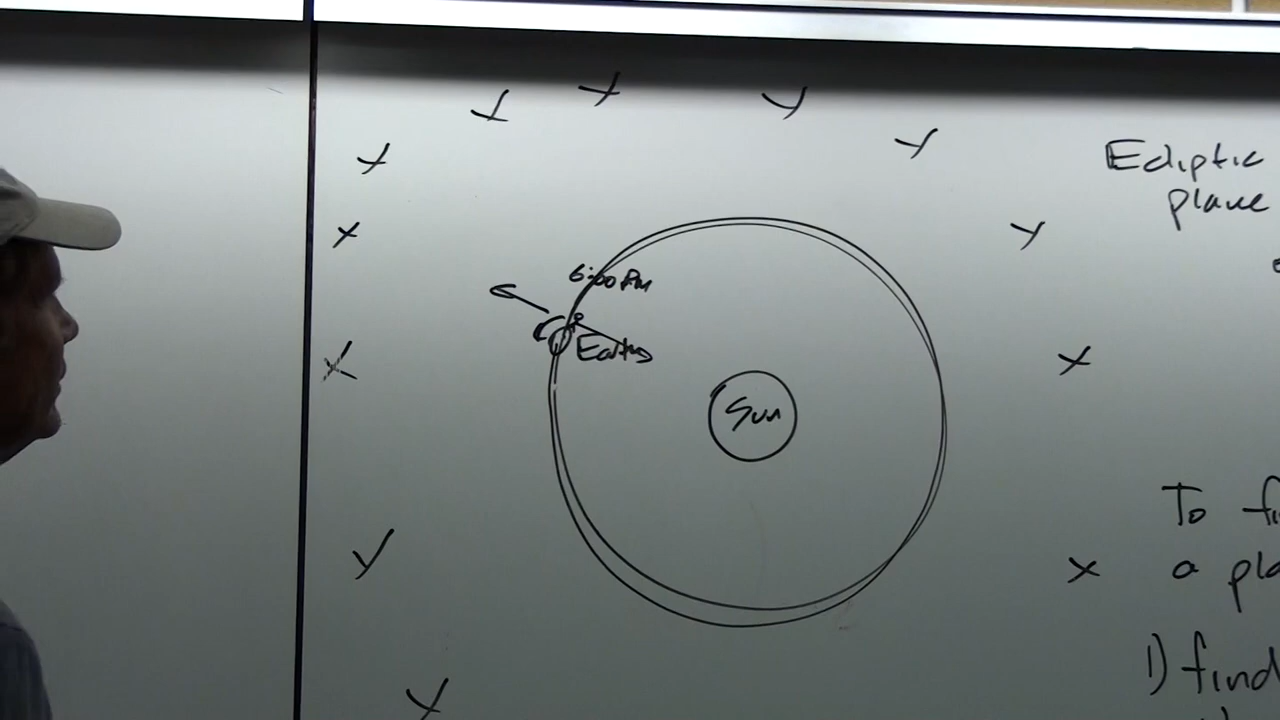 Ecliptic
plane
6:00 PM
Earth
Sun
To
a
1) find